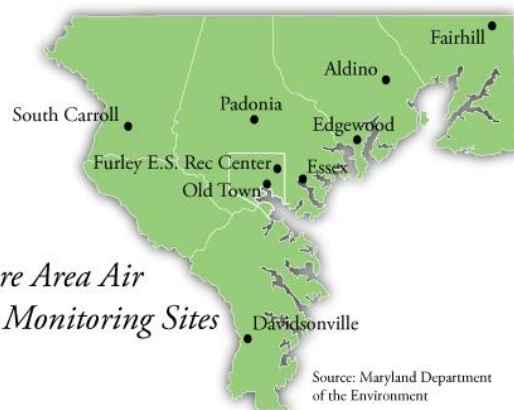 Fairhill
Aldino
South Carroll
Padonia
Edgewood
Furley E.S. Rec Center
Essex
Old Town
re Area Air
Monitoring Sites
Davidsonville
Source: Maryland Department
of the Environment